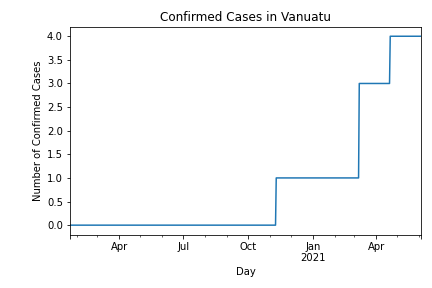 Confirmed Cases in Vanuatu
Number of Confirmed Cases
4.0
3.5
3.0
2.5
2.0
1.5
1.0
0.5
0.0
Apr Jul Oct Jan Apr
2021
Day